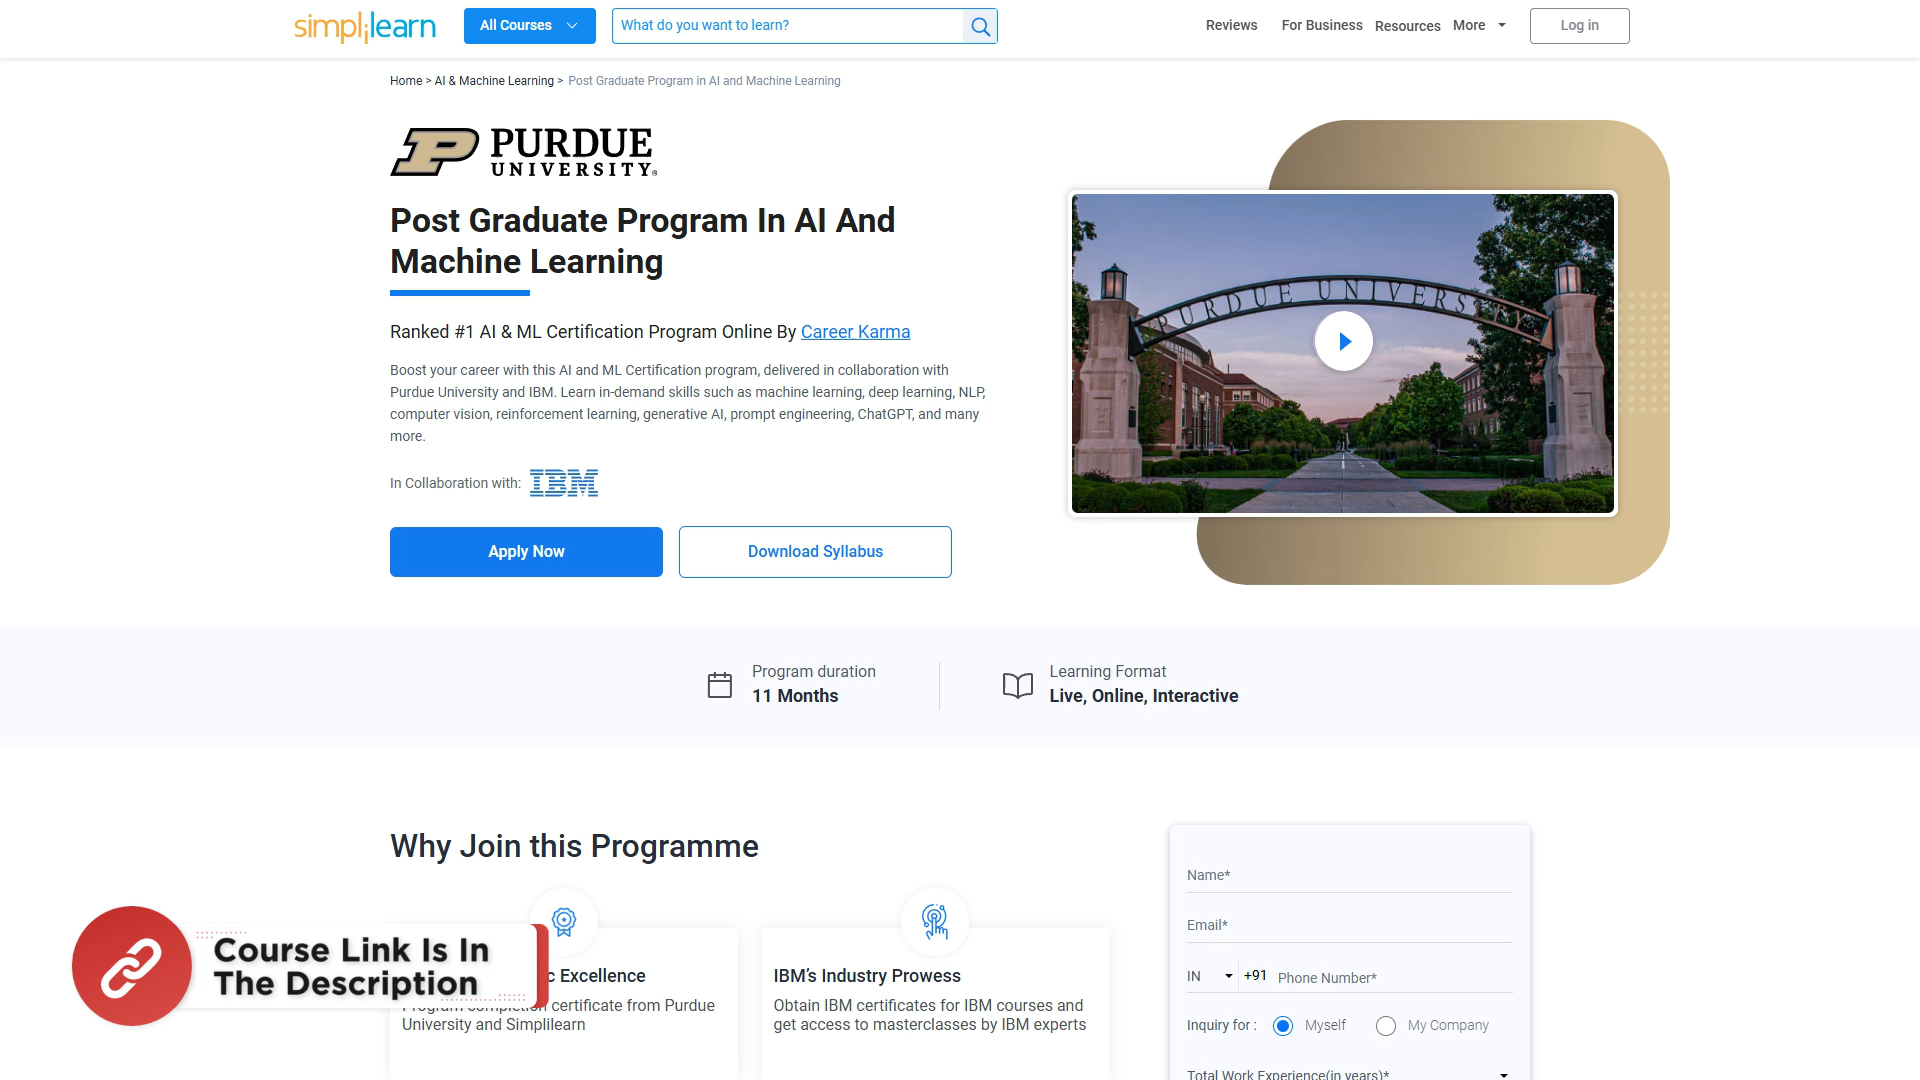 simplilearn
All Courses
What do you want to learn?
Reviews
For Business
Resources
More
Log in
Home > AI & Machine Learning > Post Graduate Program in AI and Machine Learning
PURDUE
UNIVERSITY®
Post Graduate Program In AI And
Machine Learning
Ranked #1 AI & ML Certification Program Online By Career Karma
Boost your career with this AI and ML Certification program, delivered in collaboration with
Purdue University and IBM. Learn in-demand skills such as machine learning, deep learning, NLP,
computer vision, reinforcement learning, generative AI, prompt engineering, ChatGPT, and many
more.
In Collaboration with: IBM
Apply Now
Download Syllabus
PURDUE UNIVERSITY
Program duration
11 Months
Learning Format
Live, Online, Interactive
Why Join this Programme
c Excellence
Program completion certificate from Purdue
University and Simplilearn
IBM’s Industry Prowess
Obtain IBM certificates for IBM courses and
get access to masterclasses by IBM experts
Name*
Email*
IN +91 Phone Number*
Inquiry for : Myself My Company
Total Work Experience(in years)*
Course Link Is In
The Description